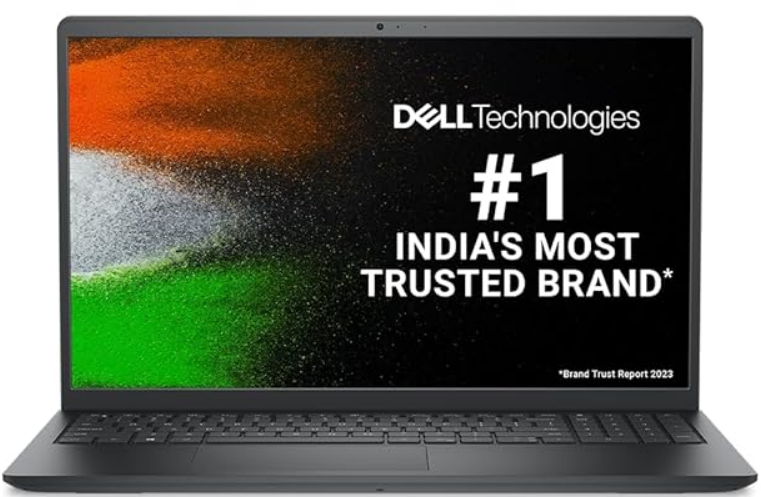 DELLTechnologies
#1
INDIA'S MOST
TRUSTED BRAND*
*Brand Trust Report 2023